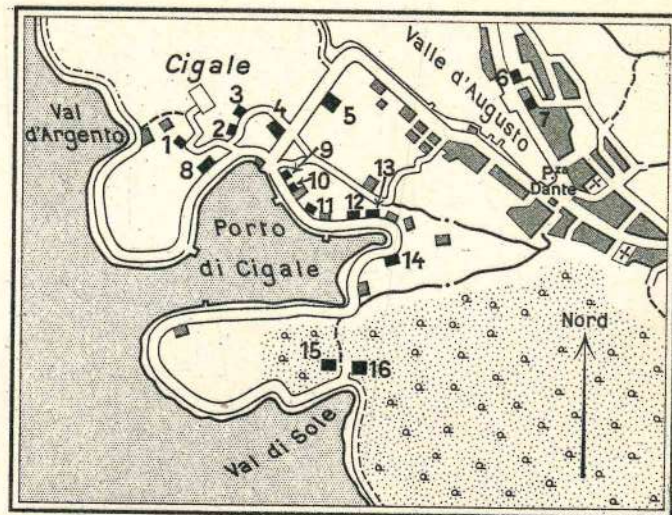 Cigale
Val
d'Argento
Valle
d'Augusto
6
7
3
4
5
2
1
8
9
10
11
12
13
P.za
Dante
Porto
di Cigale
14
Nord
15
16
Val di Sole